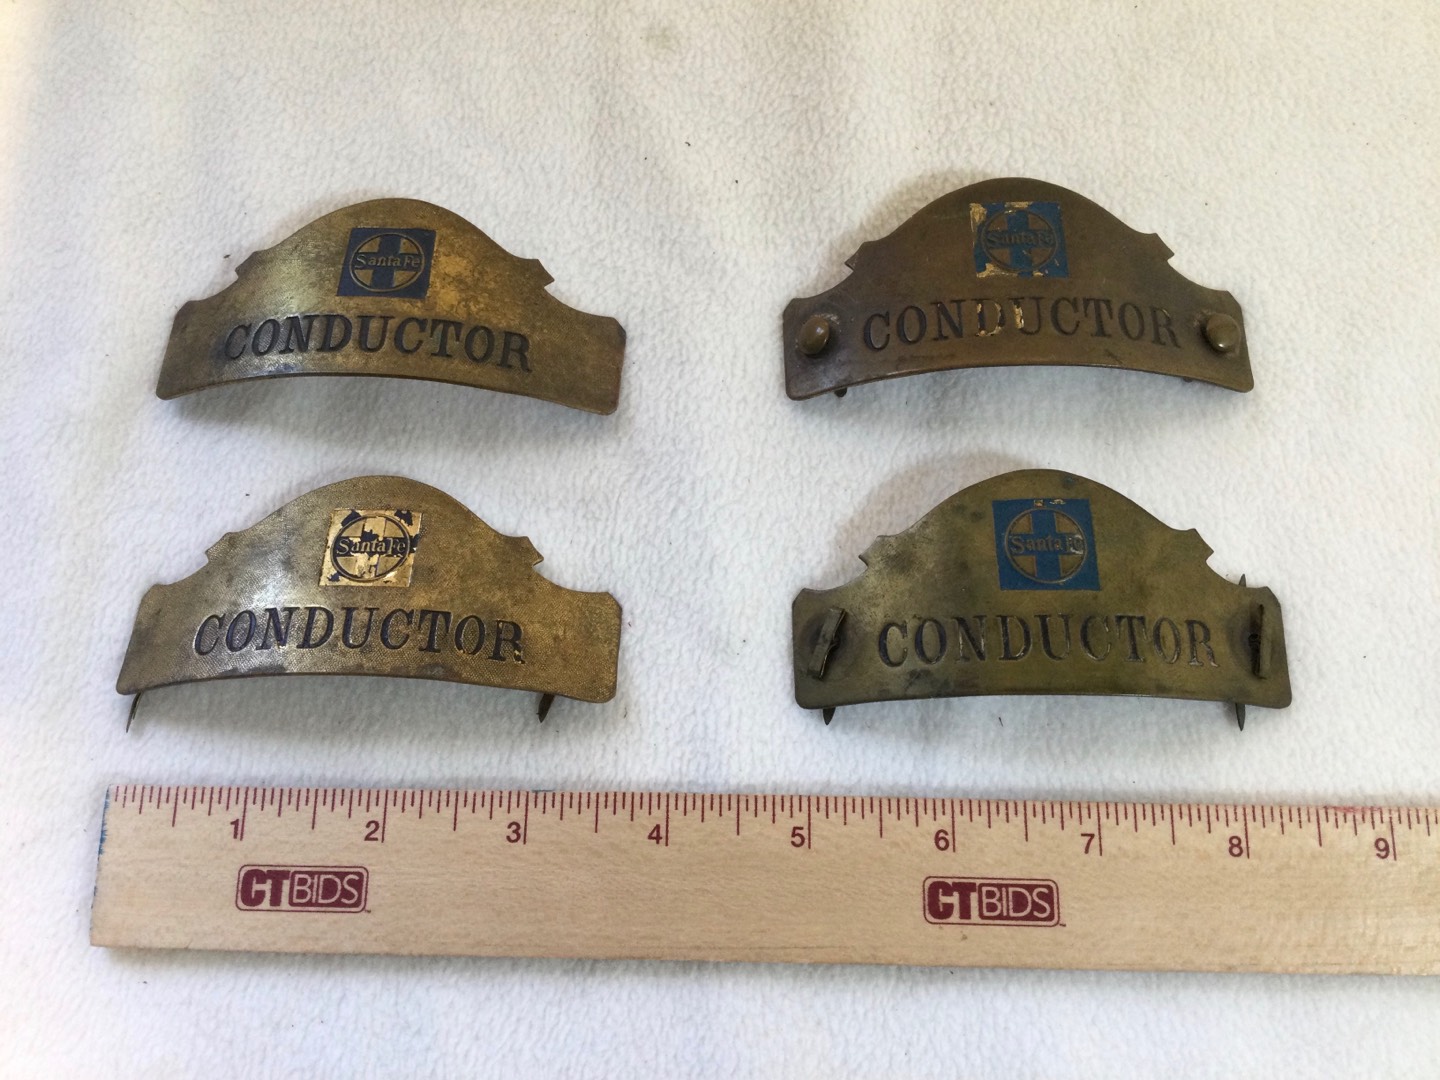 Santa Fe
CONDUCTOR
Santa Fe
CONDUCTOR
Santa Fe
CONDUCTOR
Santa Fe
CONDUCTOR
1 2 3 4 5 6 7 8 9
CTBIDS CTBIDS